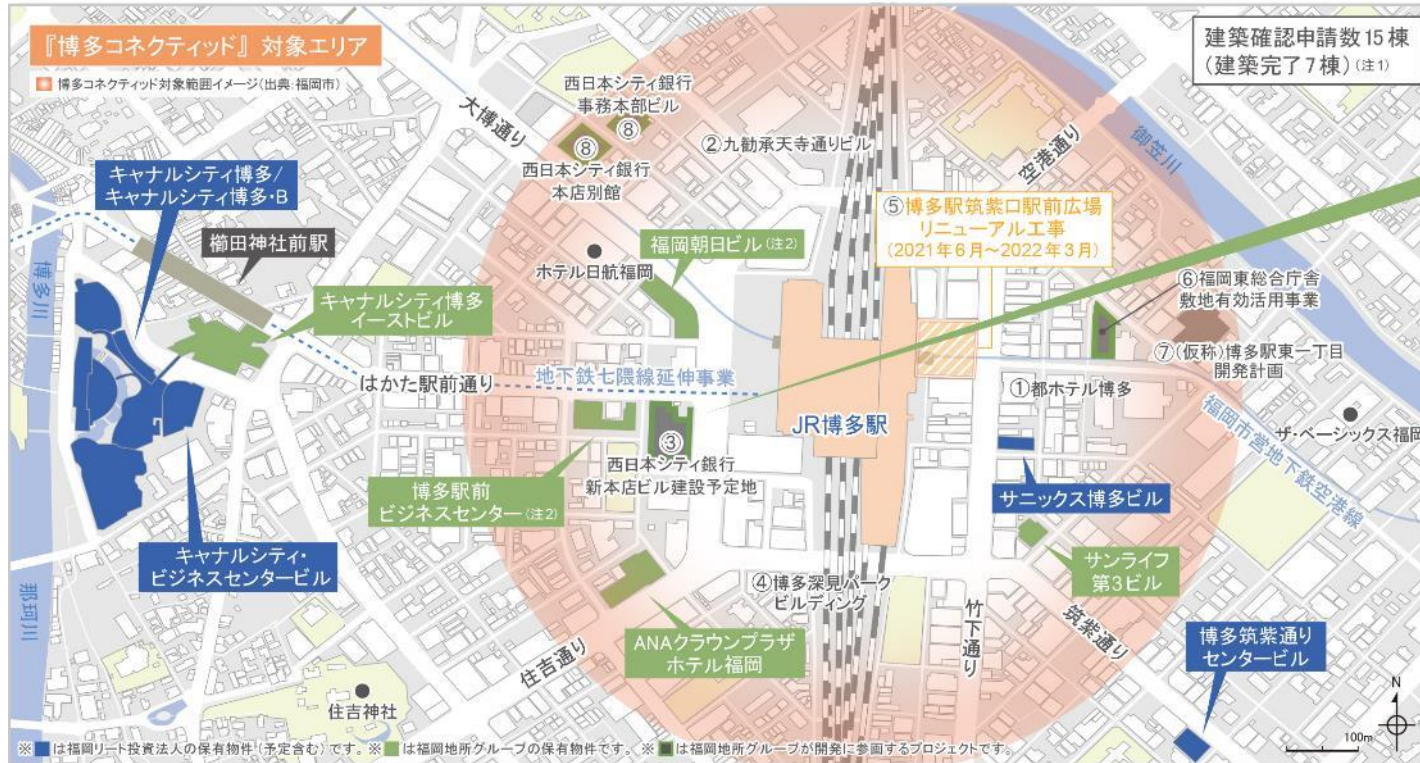 『博多コネクティッド』対象エリア
博多コネクティッド対象範囲イメージ(出典:福岡市)
建築確認申請数15棟
(建築完了7棟)(注1)
西日本シティ銀行
事務本部ビル
⑧
⑧
西日本シティ銀行
本店別館
大博通り
②九勧承天寺通りビル
空港通り
御笠川
キャナルシティ博多/
キャナルシティ博多・B
櫛田神社前駅
博多川
ホテル日航福岡
福岡朝日ビル(注2)
⑤博多駅筑紫口駅前広場
リニューアル工事
(2021年6月～2022年3月)
⑥福岡東総合庁舎
敷地有効活用事業
キャナルシティ博多
イーストビル
⑦(仮称)博多駅東一丁目
開発計画
はかた駅前通り
地下鉄七隈線延伸事業
①都ホテル博多
JR博多駅
ザ・ベーシックス福岡
福岡市営地下鉄空港線
③
西日本シティ銀行
新本店ビル建設予定地
博多駅前
ビジネスセンター(注2)
サニックス博多ビル
キャナルシティ・
ビジネスセンタービル
サンライフ
第3ビル
④博多深見パーク
ビルディング
那珂川
竹下通り
筑紫通り
ANAクラウンプラザ
ホテル福岡
住吉通り
博多筑紫通り
センタービル
住吉神社
N
100m
※■は福岡リート投資法人の保有物件(予定含む)です。※■は福岡地所グループの保有物件です。※■は福岡地所グループが開発に参画するプロジェクトです。